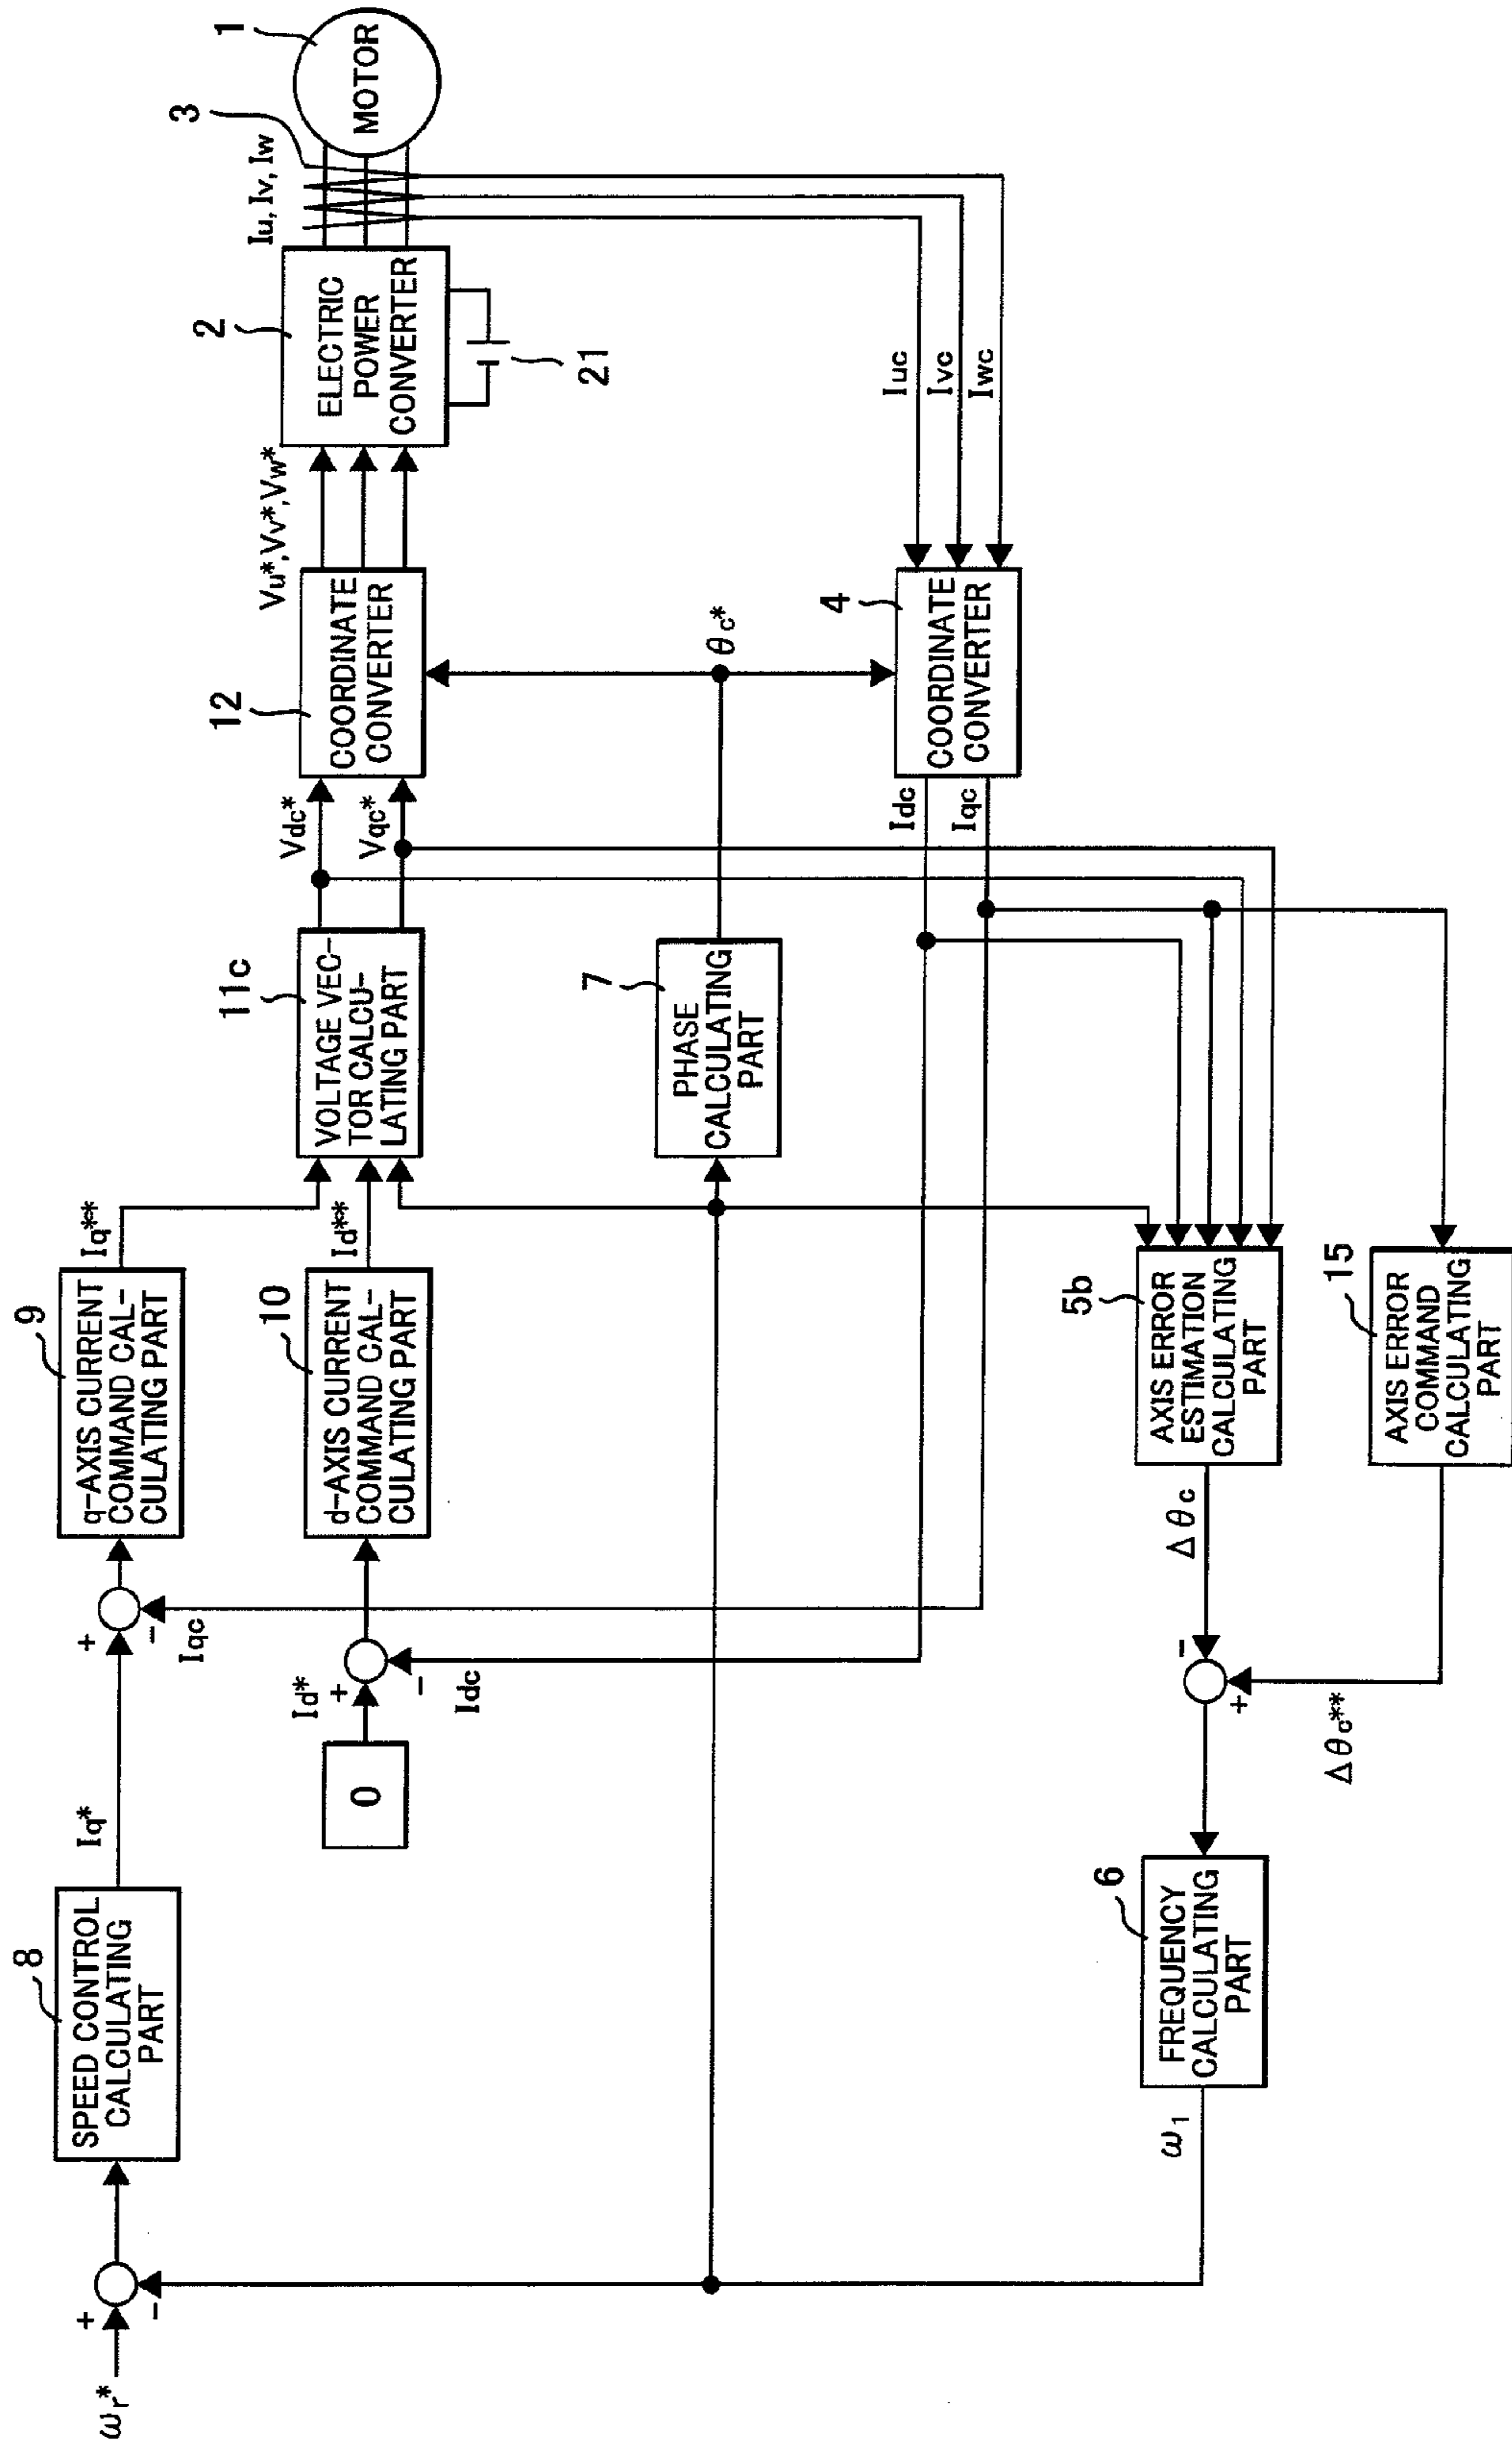 ωr*
+
-
8
SPEED CONTROL
CALCULATING
PART
Iq*
+
-
Iqc
9
q-AXIS CURRENT
COMMAND CAL-
CULATING PART
Iq**
0
Id*
+
-
Idc
10
d-AXIS CURRENT
COMMAND CAL-
CULATING PART
Id**
11c
VOLTAGE VEC-
TOR CALCU-
LATING PART
Vdc*
Vqc*
12
COORDINATE
CONVERTER
Vu*,Vv*,Vw*
2
ELECTRIC
POWER
CONVERTER
21
Iu, Iv, Iw
3
1
MOTOR
7
PHASE
CALCULATING
PART
θc*
4
COORDINATE
CONVERTER
Idc
Iqc
Iuc
Ivc
Iwc
ω1
6
FREQUENCY
CALCULATING
PART
-
+
Δθc
Δθc**
5b
AXIS ERROR
ESTIMATION
CALCULATING
PART
15
AXIS ERROR
COMMAND
CALCULATING
PART